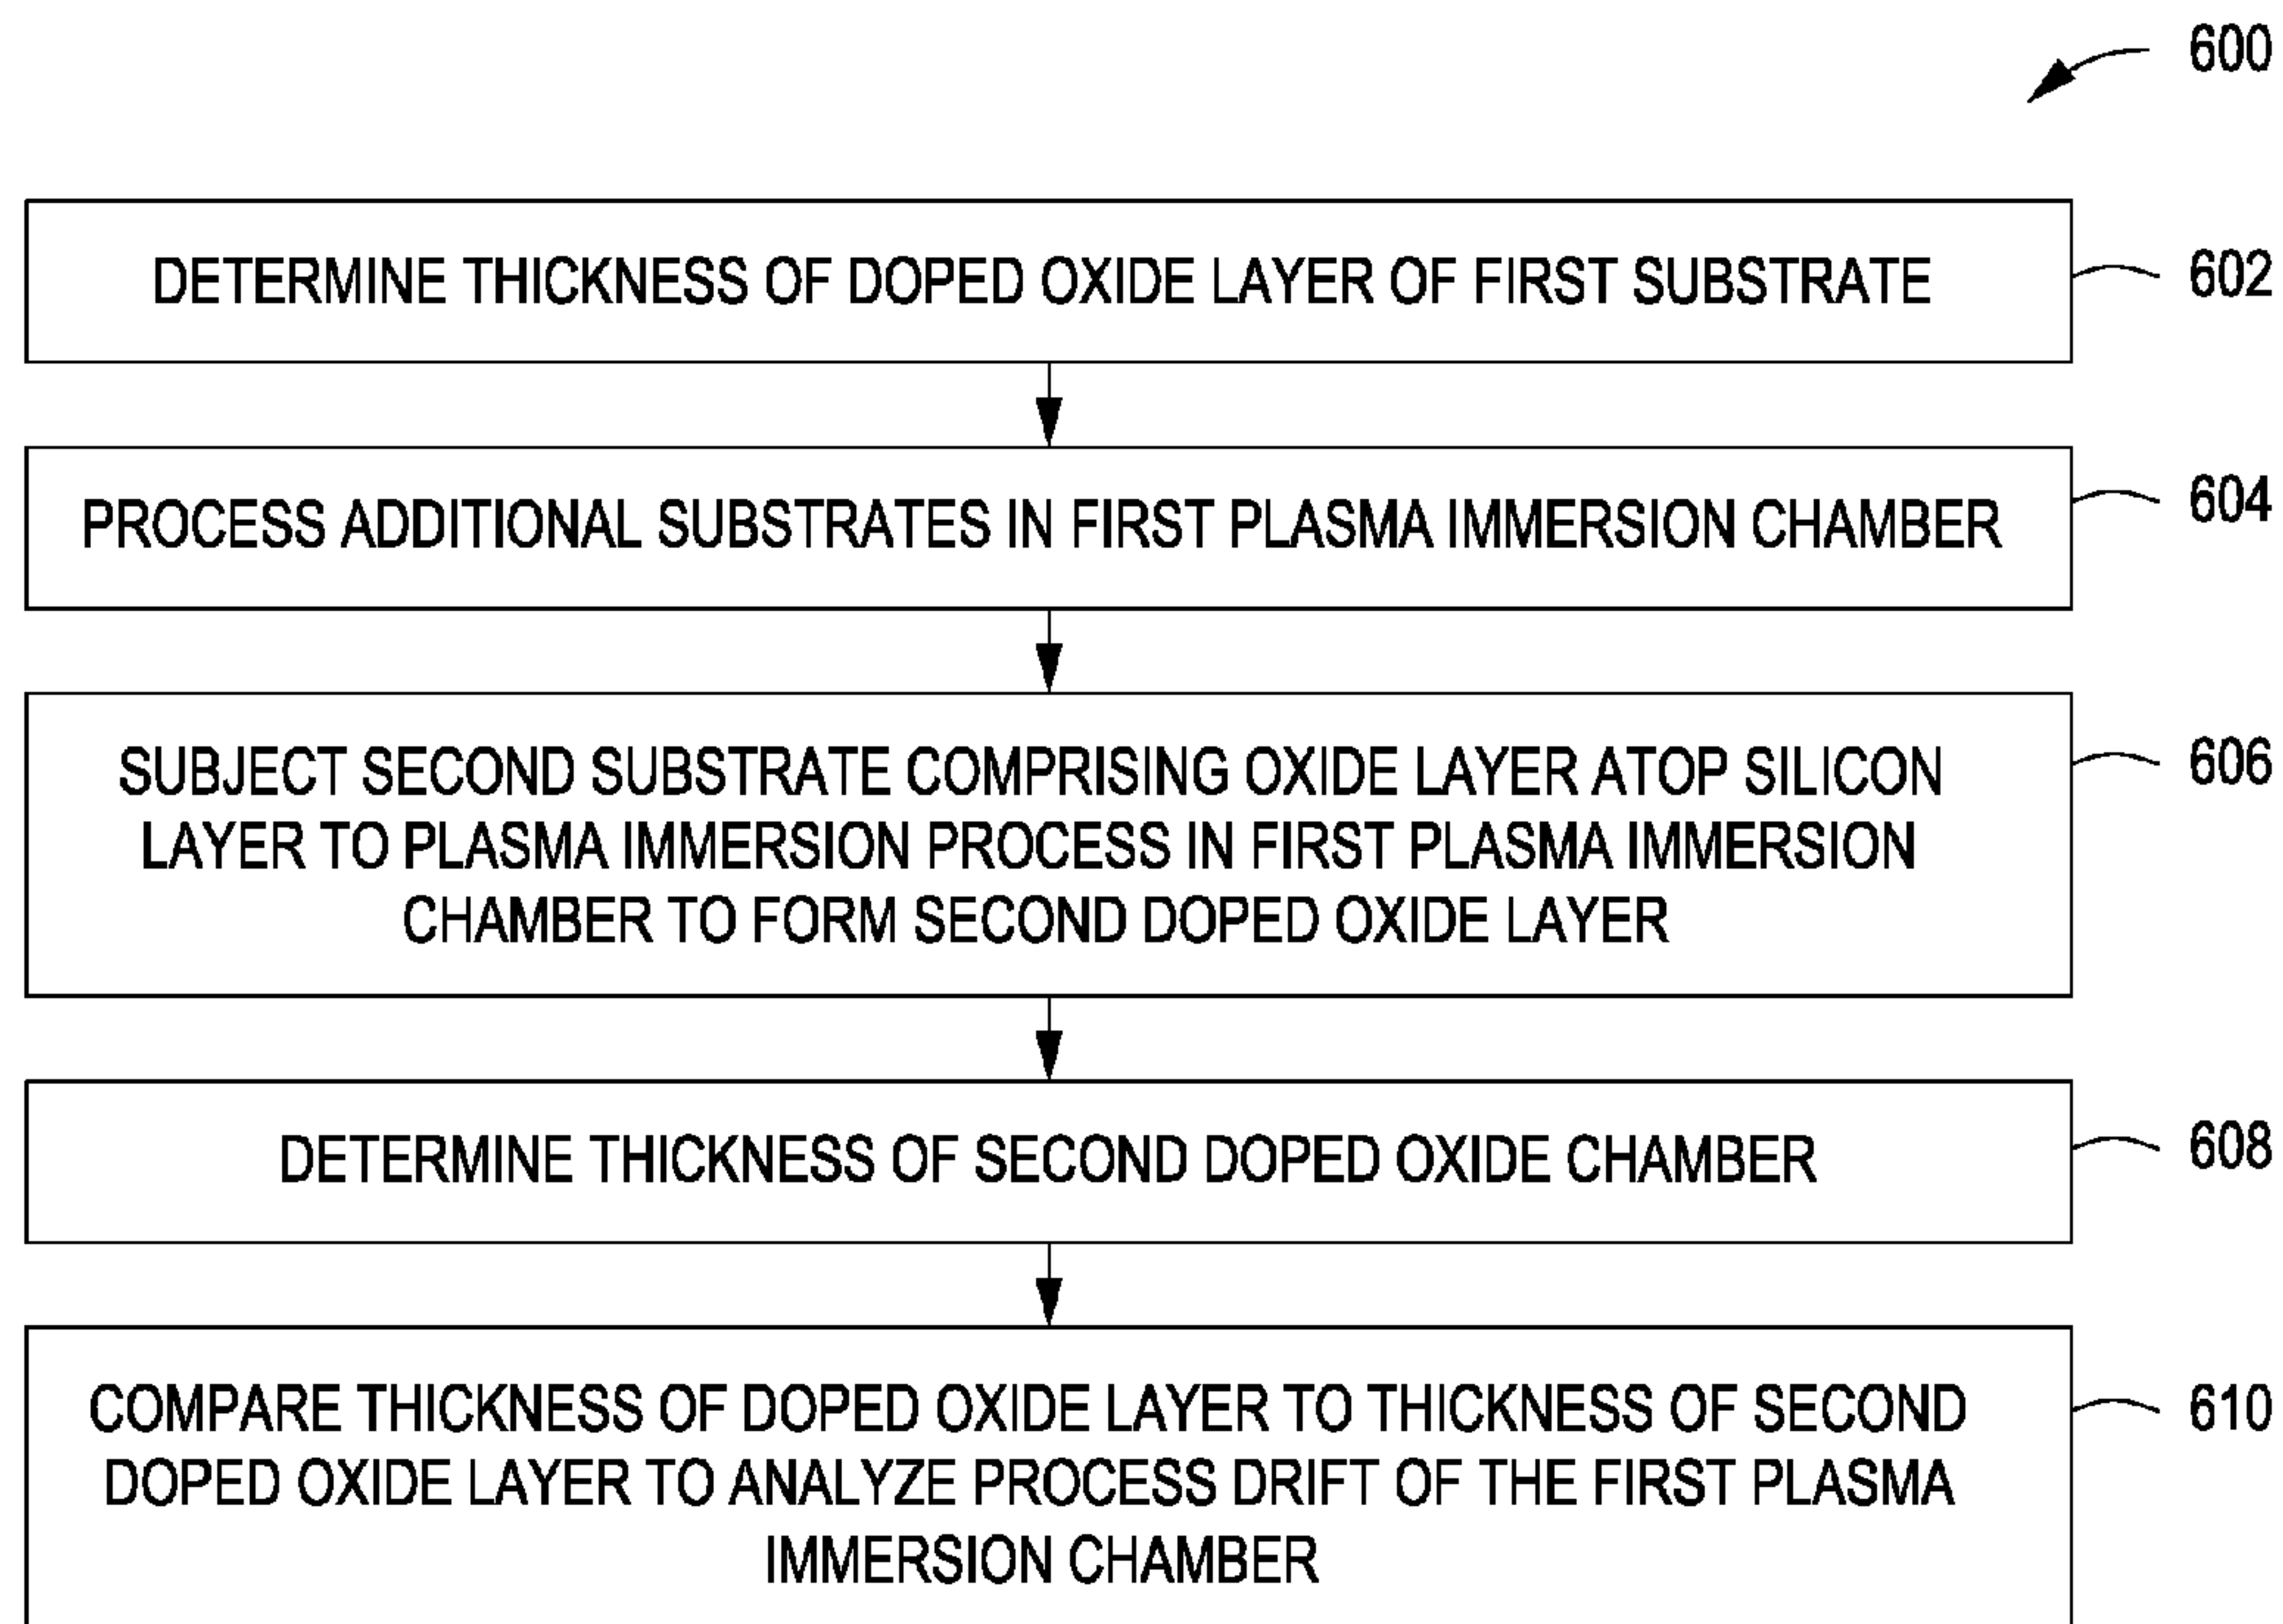 600
DETERMINE THICKNESS OF DOPED OXIDE LAYER OF FIRST SUBSTRATE
602
PROCESS ADDITIONAL SUBSTRATES IN FIRST PLASMA IMMERSION CHAMBER
604
SUBJECT SECOND SUBSTRATE COMPRISING OXIDE LAYER ATOP SILICON
LAYER TO PLASMA IMMERSION PROCESS IN FIRST PLASMA IMMERSION
CHAMBER TO FORM SECOND DOPED OXIDE LAYER
606
DETERMINE THICKNESS OF SECOND DOPED OXIDE CHAMBER
608
COMPARE THICKNESS OF DOPED OXIDE LAYER TO THICKNESS OF SECOND
DOPED OXIDE LAYER TO ANALYZE PROCESS DRIFT OF THE FIRST PLASMA
IMMERSION CHAMBER
610